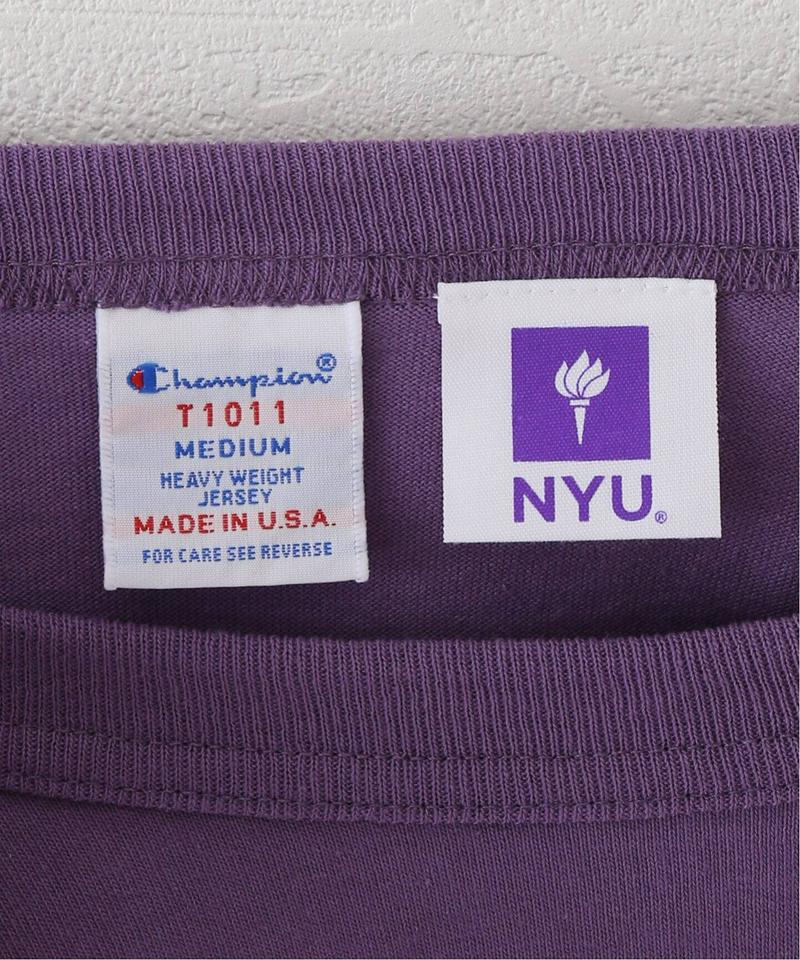 Champion®
T1011
MEDIUM
HEAVY WEIGHT
JERSEY
MADE IN U.S.A.
FOR CARE SEE REVERSE
NYU®